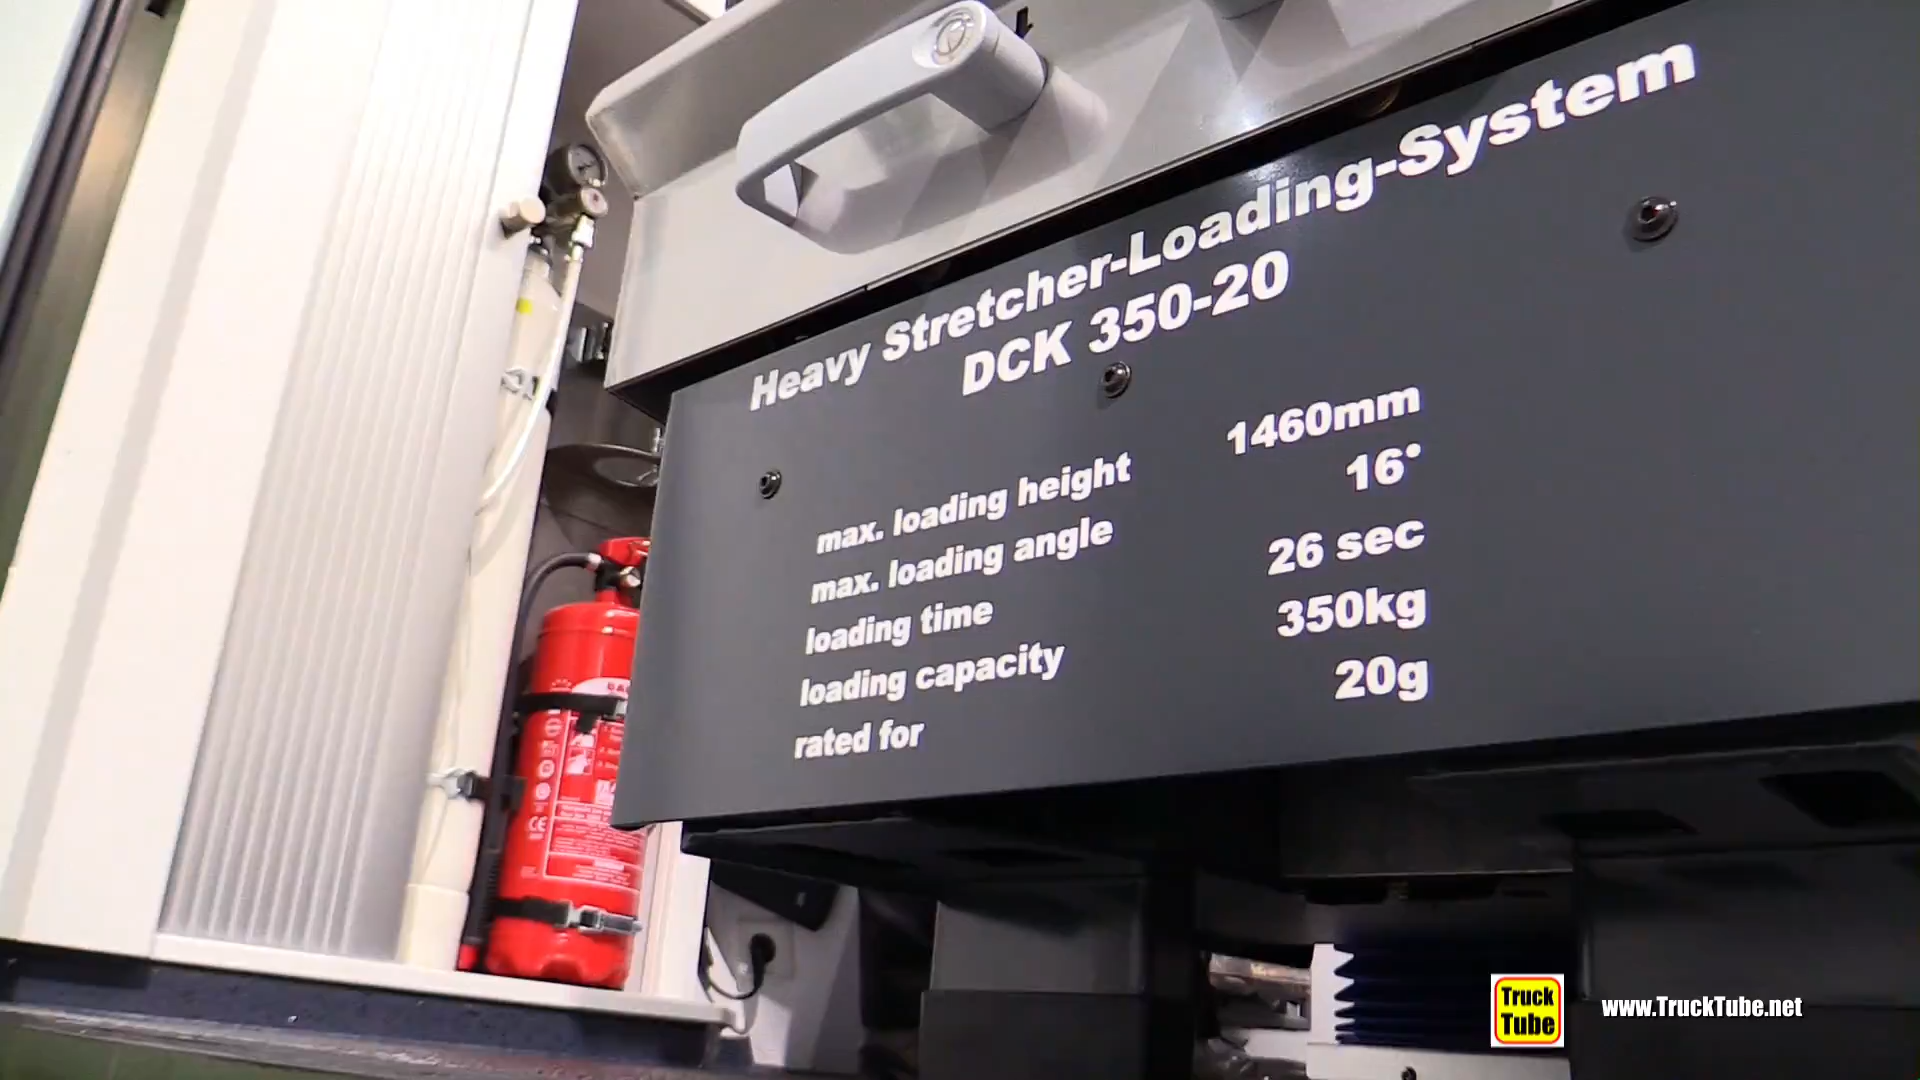 Heavy Stretcher-Loading-System
DCK 350-20
max. loading height 1460mm
max. loading angle 16°
loading time 26 sec
loading capacity 350kg
rated for 20g
CE
Truck
Tube
www.TruckTube.net